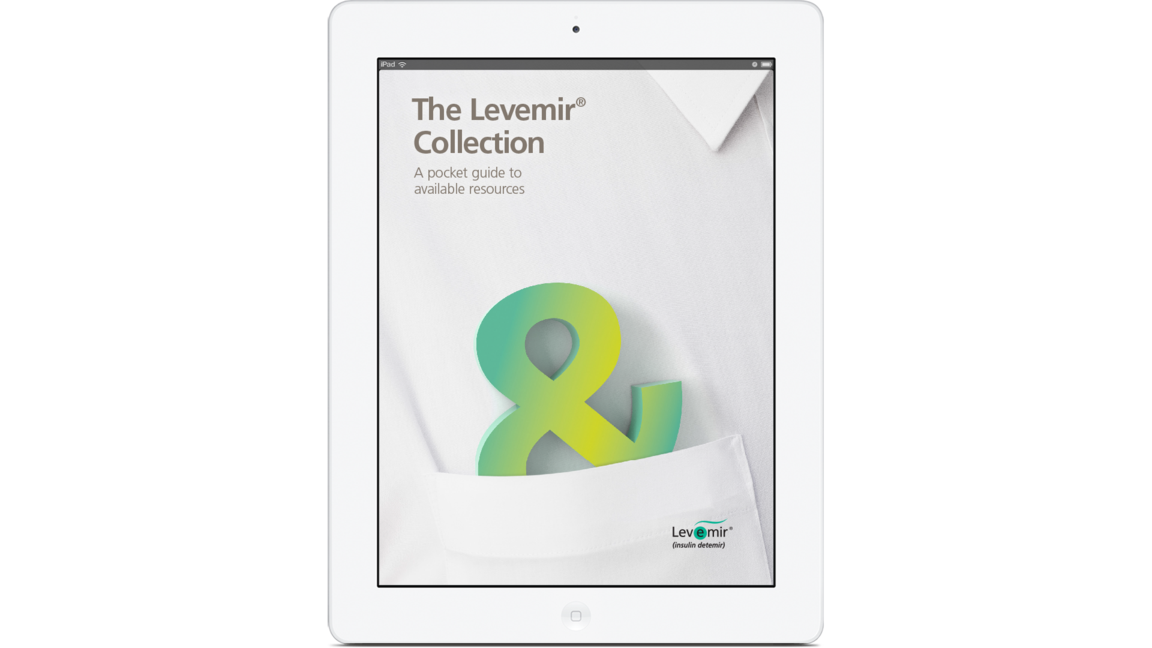 iPad
The Levemir®
Collection
A pocket guide to
available resources
&
Levemir®
(insulin detemir)